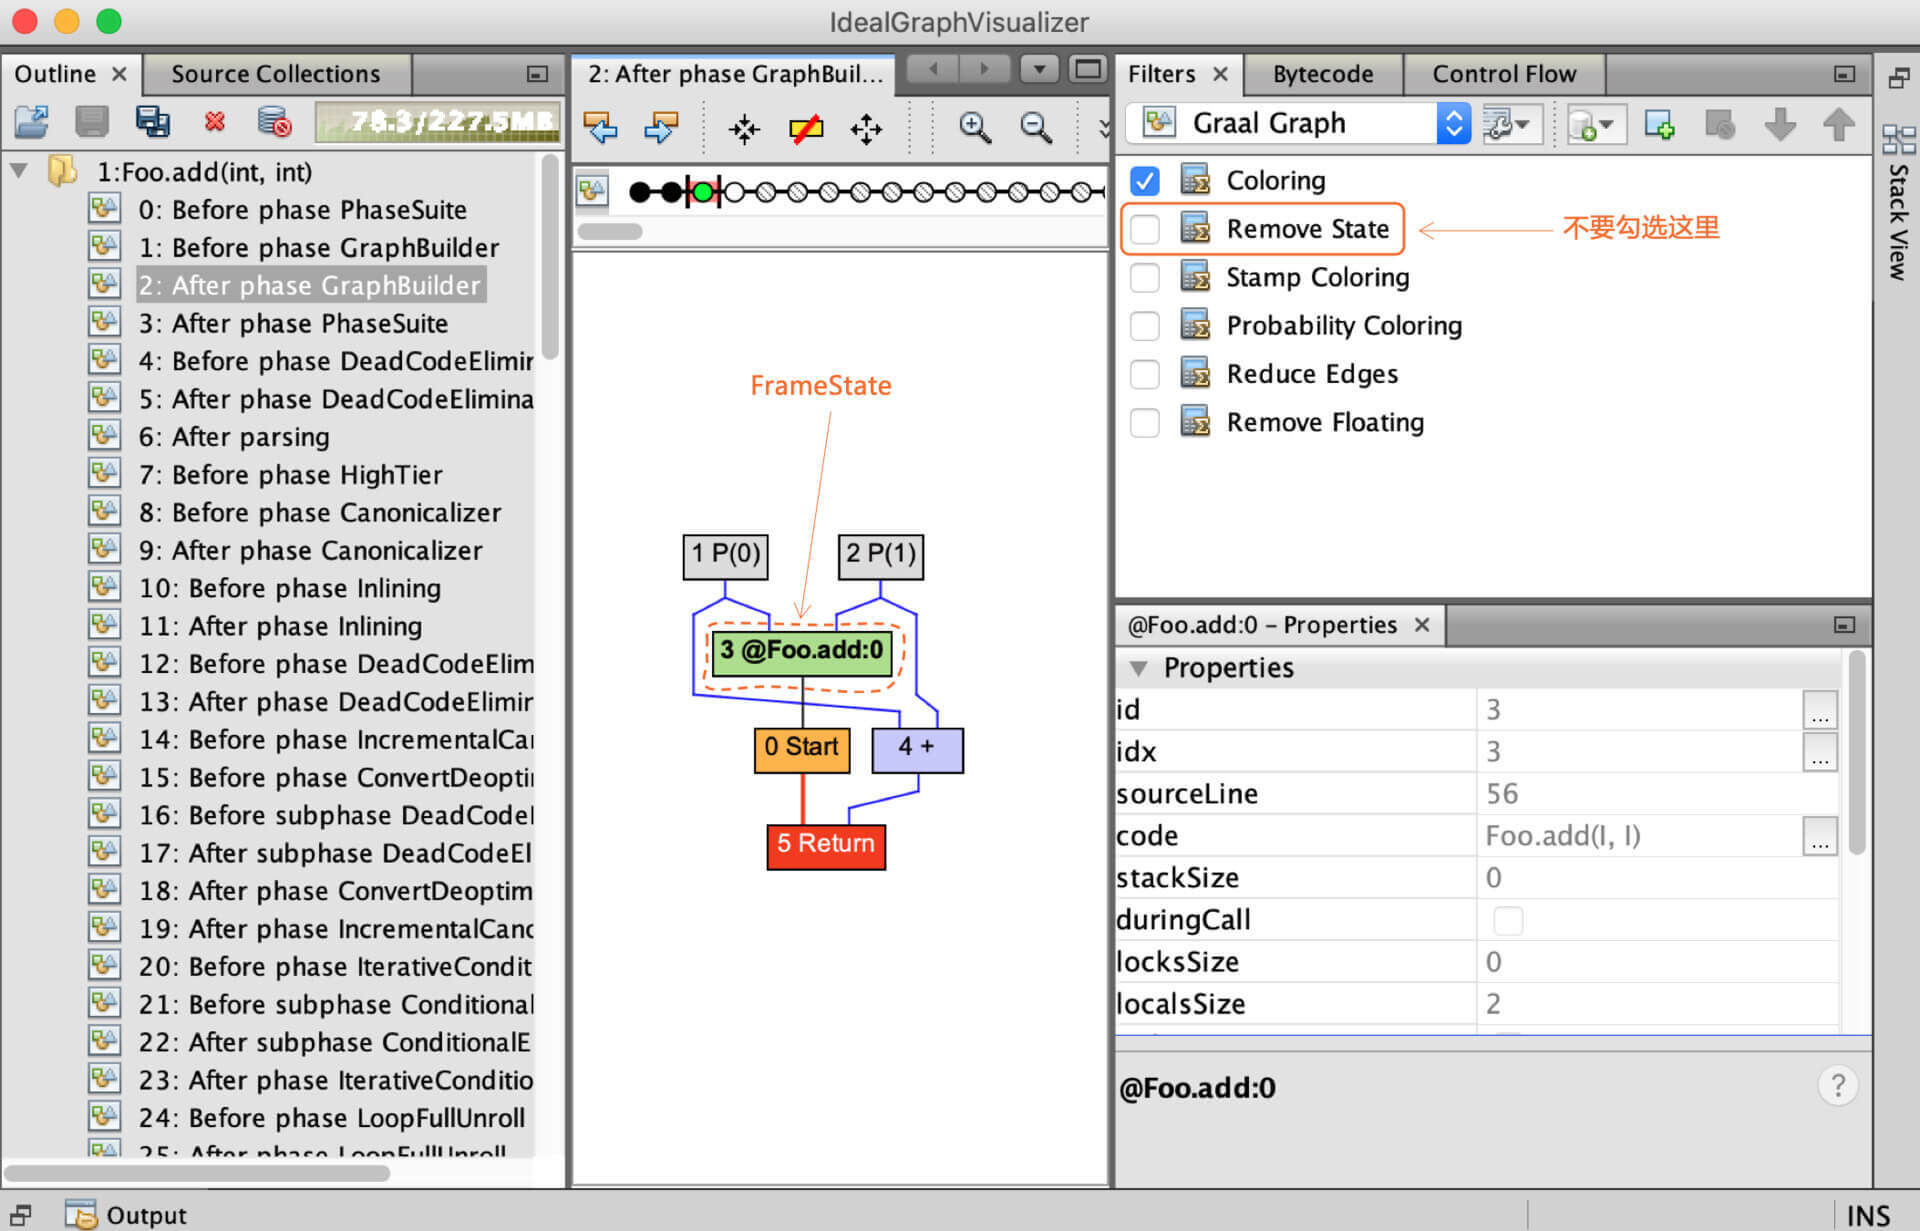 IdealGraphVisualizer
Outline
Source Collections
78.3/227.5MB
1:Foo.add(int, int)
0: Before phase PhaseSuite
1: Before phase GraphBuilder
2: After phase GraphBuilder
3: After phase PhaseSuite
4: Before phase DeadCodeElimin
5: After phase DeadCodeElimina
6: After parsing
7: Before phase HighTier
8: Before phase Canonicalizer
9: After phase Canonicalizer
10: Before phase Inlining
11: After phase Inlining
12: Before phase DeadCodeElim
13: After phase DeadCodeElimin
14: Before phase IncrementalCan
15: Before phase ConvertDeoptin
16: Before subphase DeadCodeE
17: After subphase DeadCodeEl
18: After phase ConvertDeoptim
19: After phase IncrementalCanc
20: Before phase IterativeCondit
21: Before subphase Conditional
22: After subphase ConditionalE
23: After phase IterativeConditio
24: Before phase LoopFullUnroll
25: After phase LoopFullUnroll
2: After phase GraphBuil...
FrameState
1 P(0)
2 P(1)
3 @Foo.add:0
0 Start
4 +
5 Return
Filters
Bytecode
Control Flow
Graal Graph
Coloring
Remove State
不要勾选这里
Stamp Coloring
Probability Coloring
Reduce Edges
Remove Floating
@Foo.add:0 – Properties
Properties
id 3 ...
idx 3 ...
sourceLine 56
code Foo.add(I, I) ...
stackSize 0
duringCall
locksSize 0
localsSize 2
@Foo.add:0
?
Stack View
Output
INS